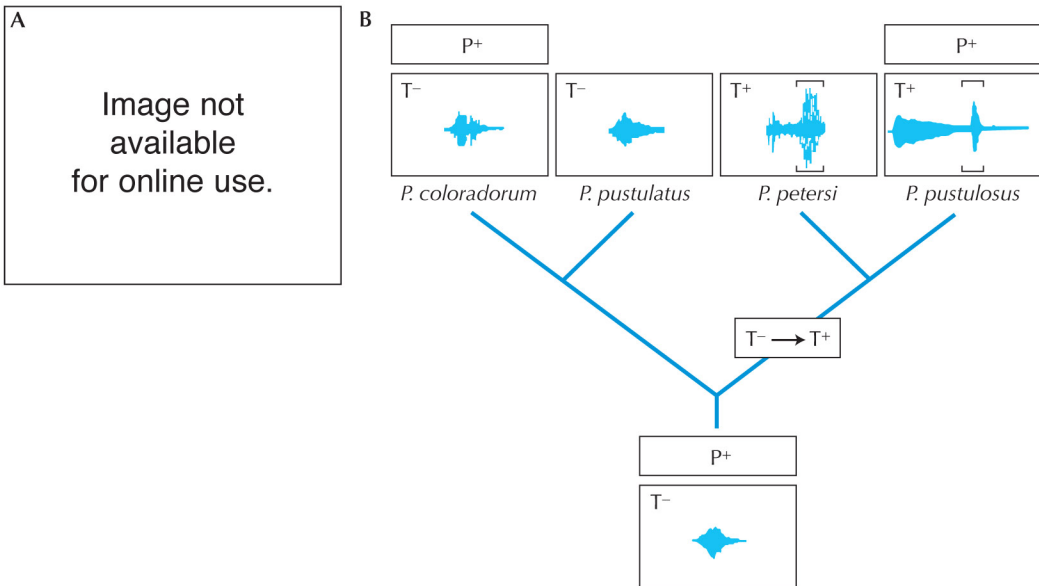 A
Image not
available
for online use.
B
P⁺
P⁺
T⁻
T⁻
T⁺
T⁺
P. coloradorum
P. pustulatus
P. petersi
P. pustulosus
T⁻ → T⁺
P⁺
T⁻